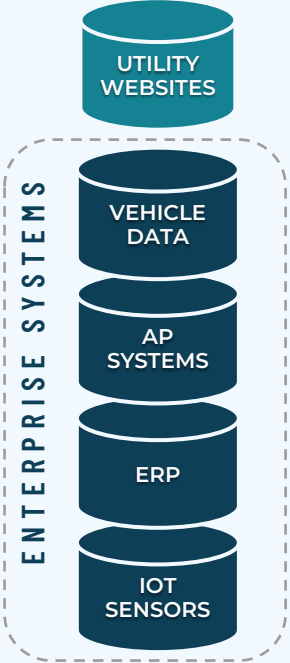 UTILITY
WEBSITES
ENTERPRISE SYSTEMS
VEHICLE
DATA
AP
SYSTEMS
ERP
IOT
SENSORS